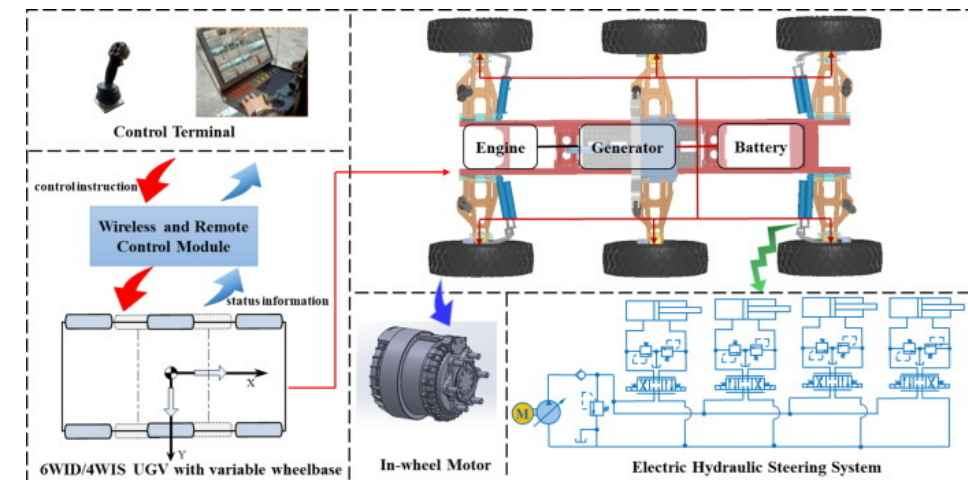 Control Terminal
control instruction
Wireless and Remote
Control Module
status information
X
Y
6WID/4WIS UGV with variable wheelbase
Engine
Generator
Battery
In-wheel Motor
M
Electric Hydraulic Steering System